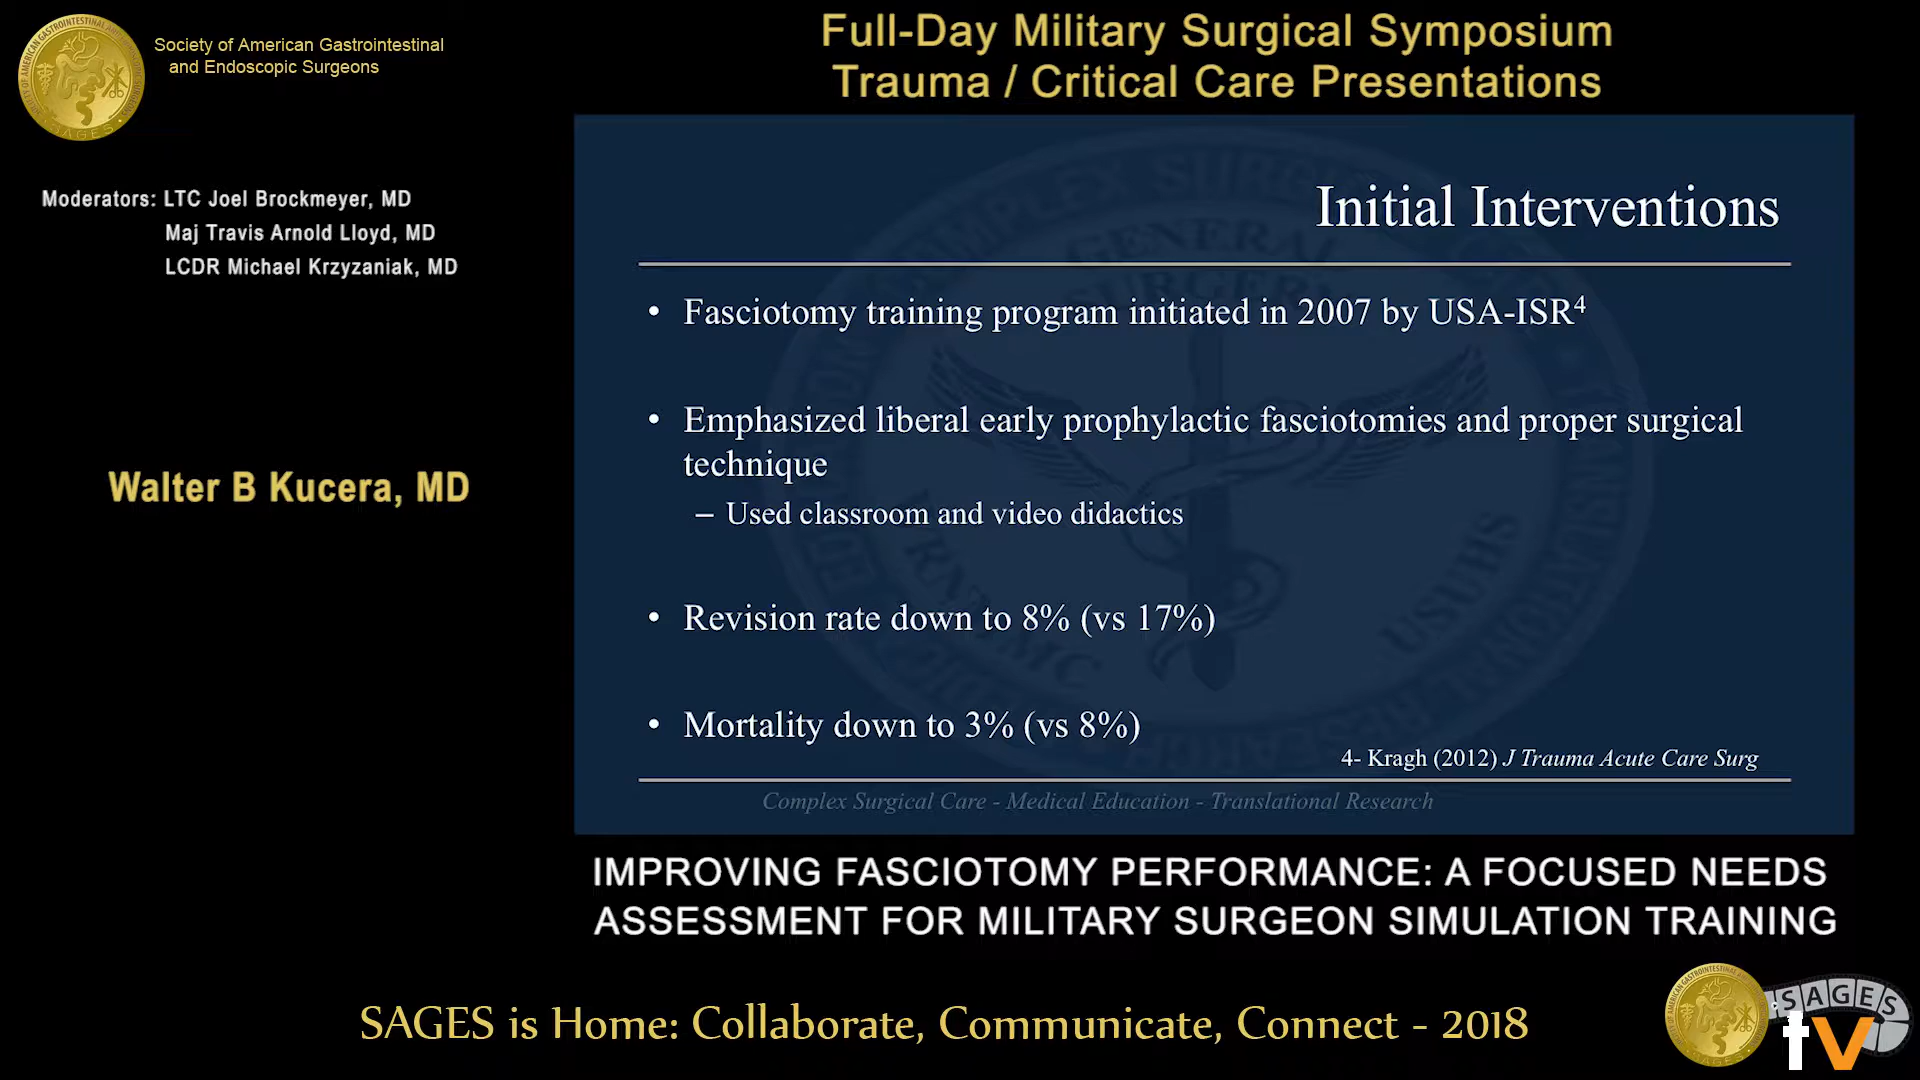 Society of American Gastrointestinal
and Endoscopic Surgeons
Full-Day Military Surgical Symposium
Trauma / Critical Care Presentations
Moderators: LTC Joel Brockmeyer, MD
Maj Travis Arnold Lloyd, MD
LCDR Michael Krzyzaniak, MD
Walter B Kucera, MD
Initial Interventions
• Fasciotomy training program initiated in 2007 by USA-ISR⁴
• Emphasized liberal early prophylactic fasciotomies and proper surgical
technique
– Used classroom and video didactics
• Revision rate down to 8% (vs 17%)
• Mortality down to 3% (vs 8%)
4- Kragh (2012) J Trauma Acute Care Surg
Complex Surgical Care - Medical Education - Translational Research
GENERAL
SURGERY
WRNMMC
USUHS
IMPROVING FASCIOTOMY PERFORMANCE: A FOCUSED NEEDS
ASSESSMENT FOR MILITARY SURGEON SIMULATION TRAINING
SAGES is Home: Collaborate, Communicate, Connect - 2018
SAGES
tv